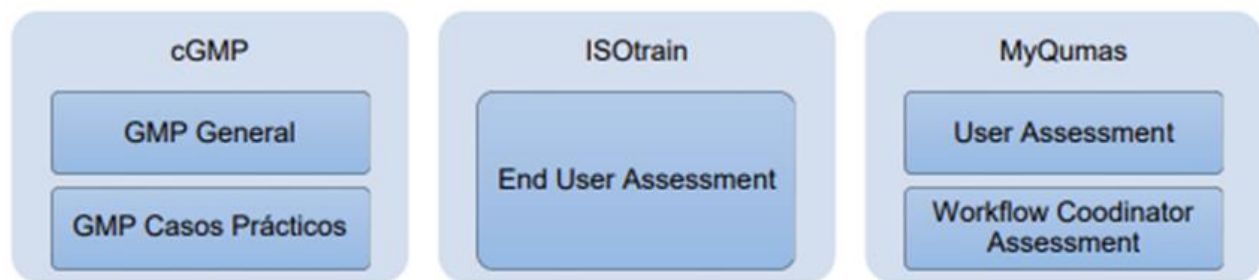 cGMP
GMP General
GMP Casos Prácticos
ISOtrain
End User Assessment
MyQumas
User Assessment
Workflow Coodinator
Assessment